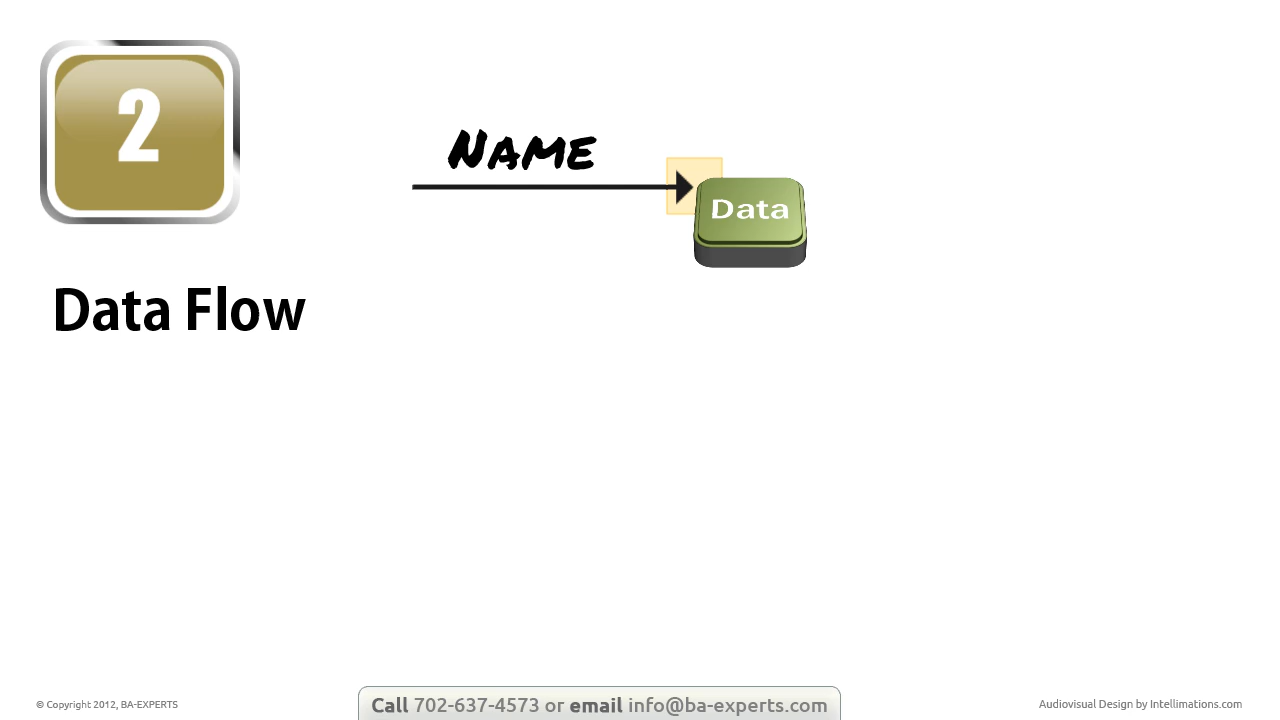 2
NAME
Data
Data Flow
© Copyright 2012, BA-EXPERTS
Call 702-637-4573 or email info@ba-experts.com
Audiovisual Design by Intellimations.com